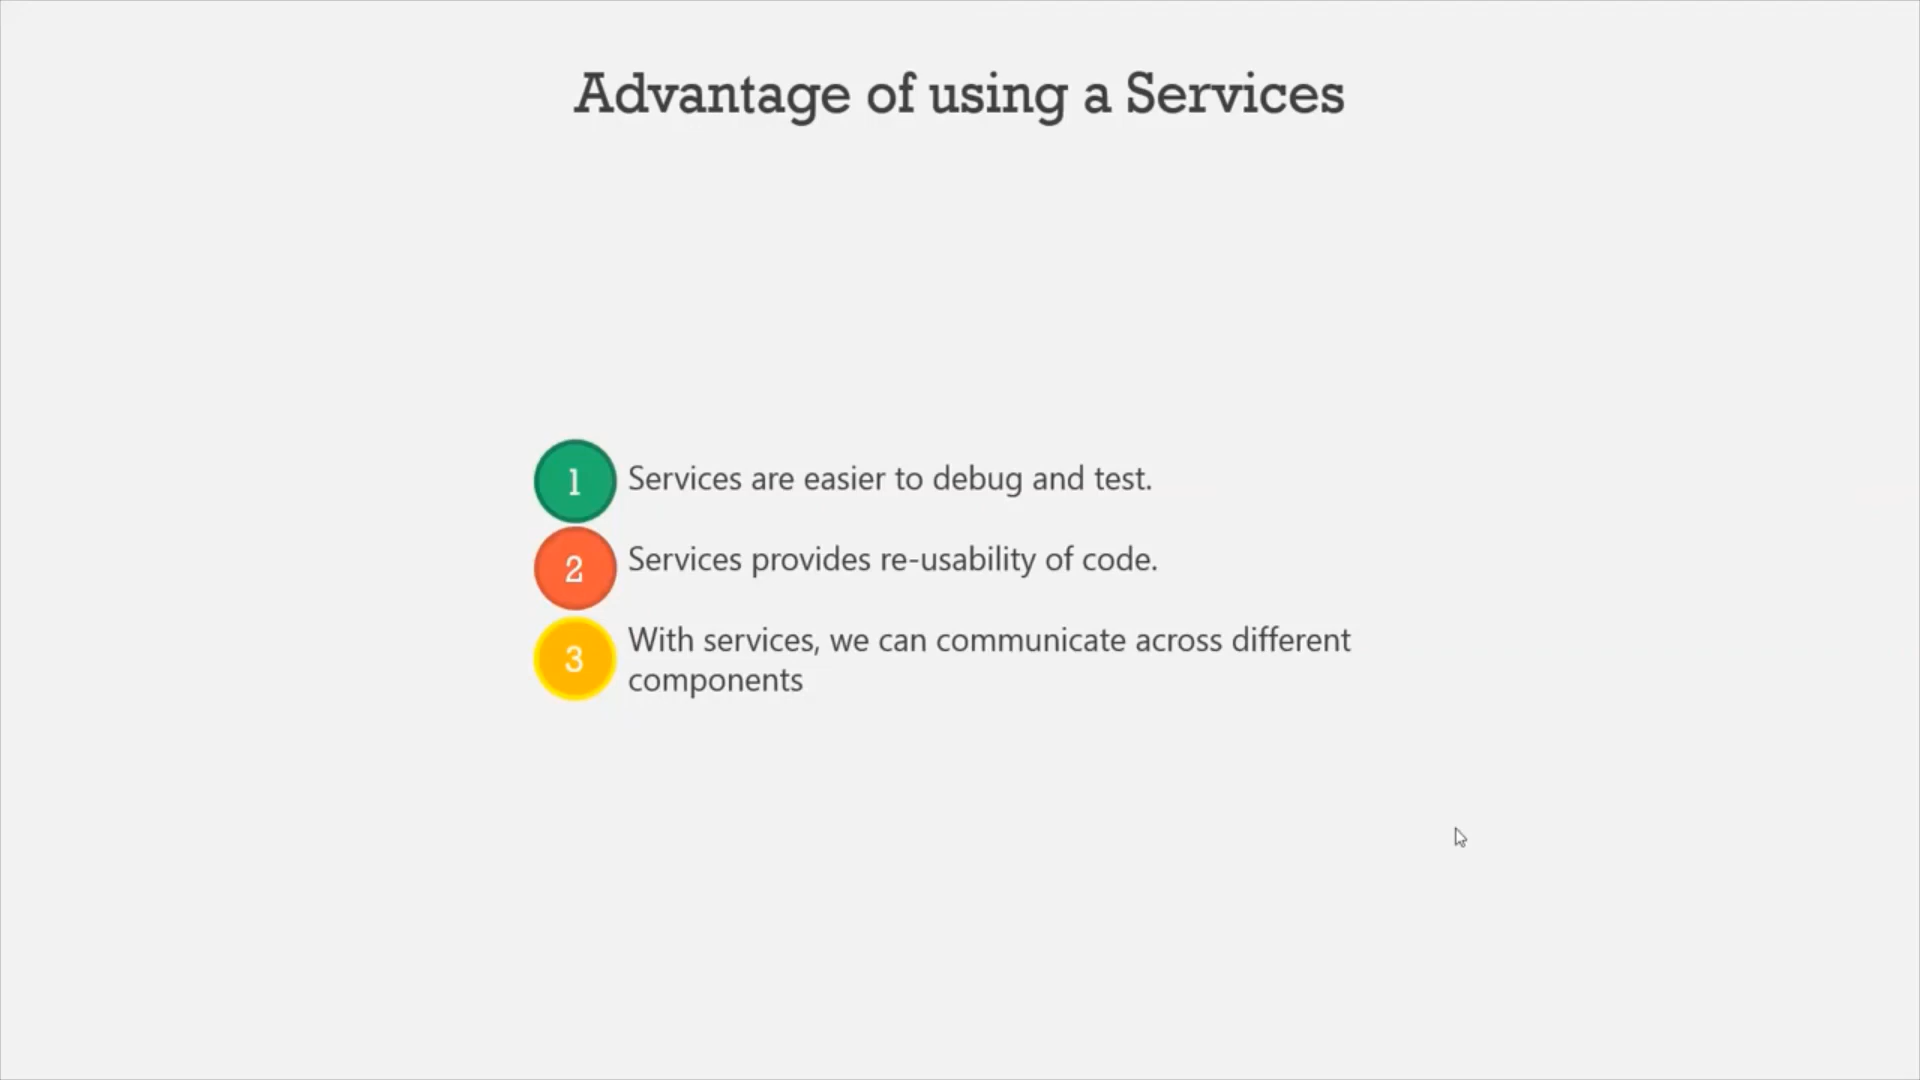 Advantage of using a Services
1 Services are easier to debug and test.
2 Services provides re-usability of code.
3 With services, we can communicate across different
components